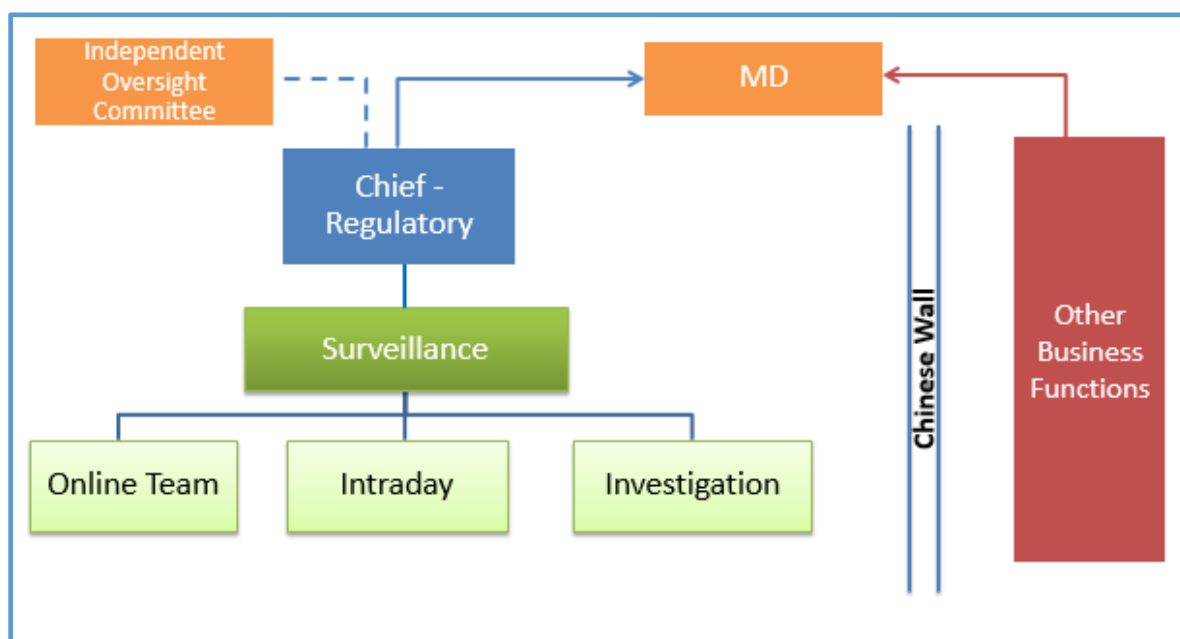 Independent
Oversight
Committee
MD
Chief -
Regulatory
Surveillance
Online Team
Intraday
Investigation
Chinese Wall
Other
Business
Functions